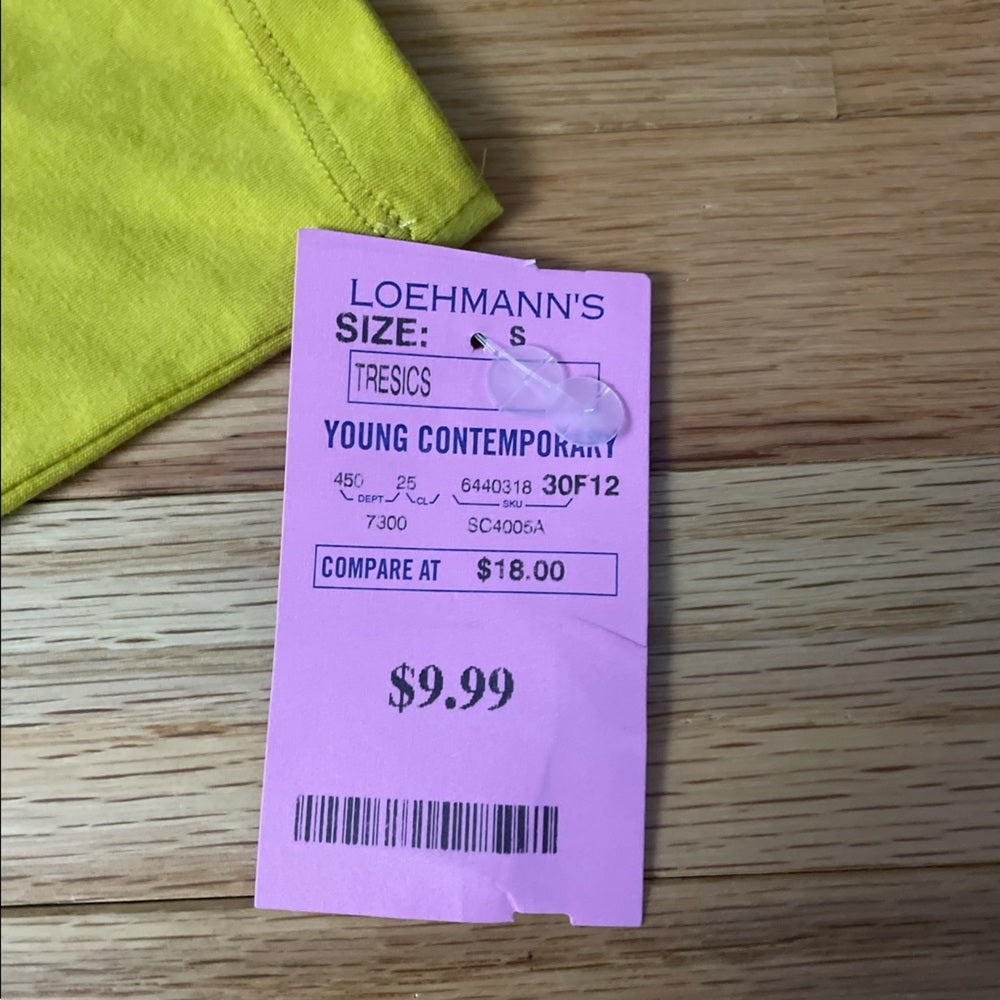 LOEHMANN'S
SIZE: S
TRESICS
YOUNG CONTEMPORARY
450 25 6440318 30F12
DEPT CL SKU
7300 SC4005A
COMPARE AT $18.00
$9.99